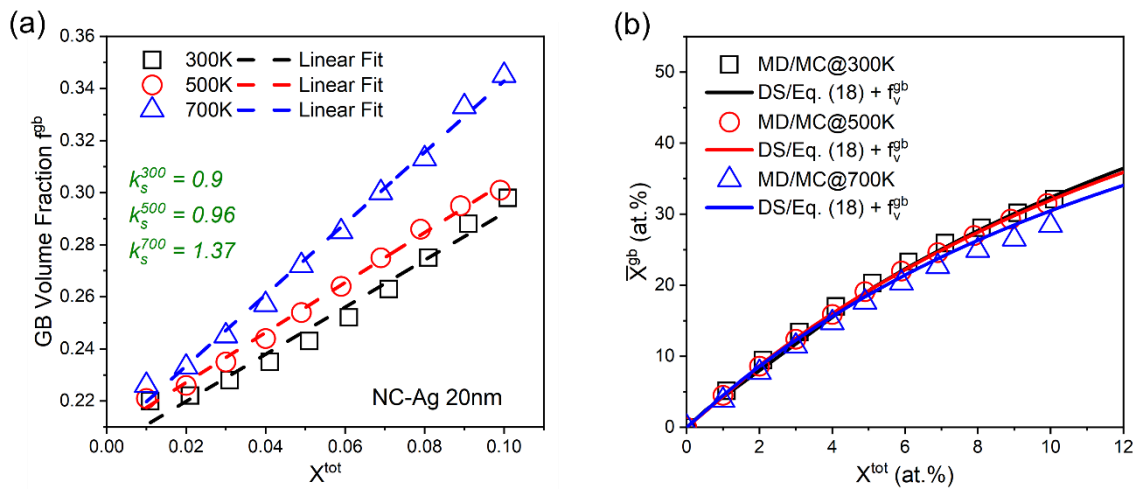 (a)
0.36
0.34
0.32
0.30
0.28
0.26
0.24
0.22
GB Volume Fraction f^gb
300K Linear Fit
500K Linear Fit
700K Linear Fit
k_s^300 = 0.9
k_s^500 = 0.96
k_s^700 = 1.37
NC-Ag 20nm
0.00 0.02 0.04 0.06 0.08 0.10
X^tot
(b)
50
40
30
20
10
0
X̅^gb (at.%)
MD/MC@300K
DS/Eq. (18) + f_v^gb
MD/MC@500K
DS/Eq. (18) + f_v^gb
MD/MC@700K
DS/Eq. (18) + f_v^gb
0 2 4 6 8 10 12
X^tot (at.%)